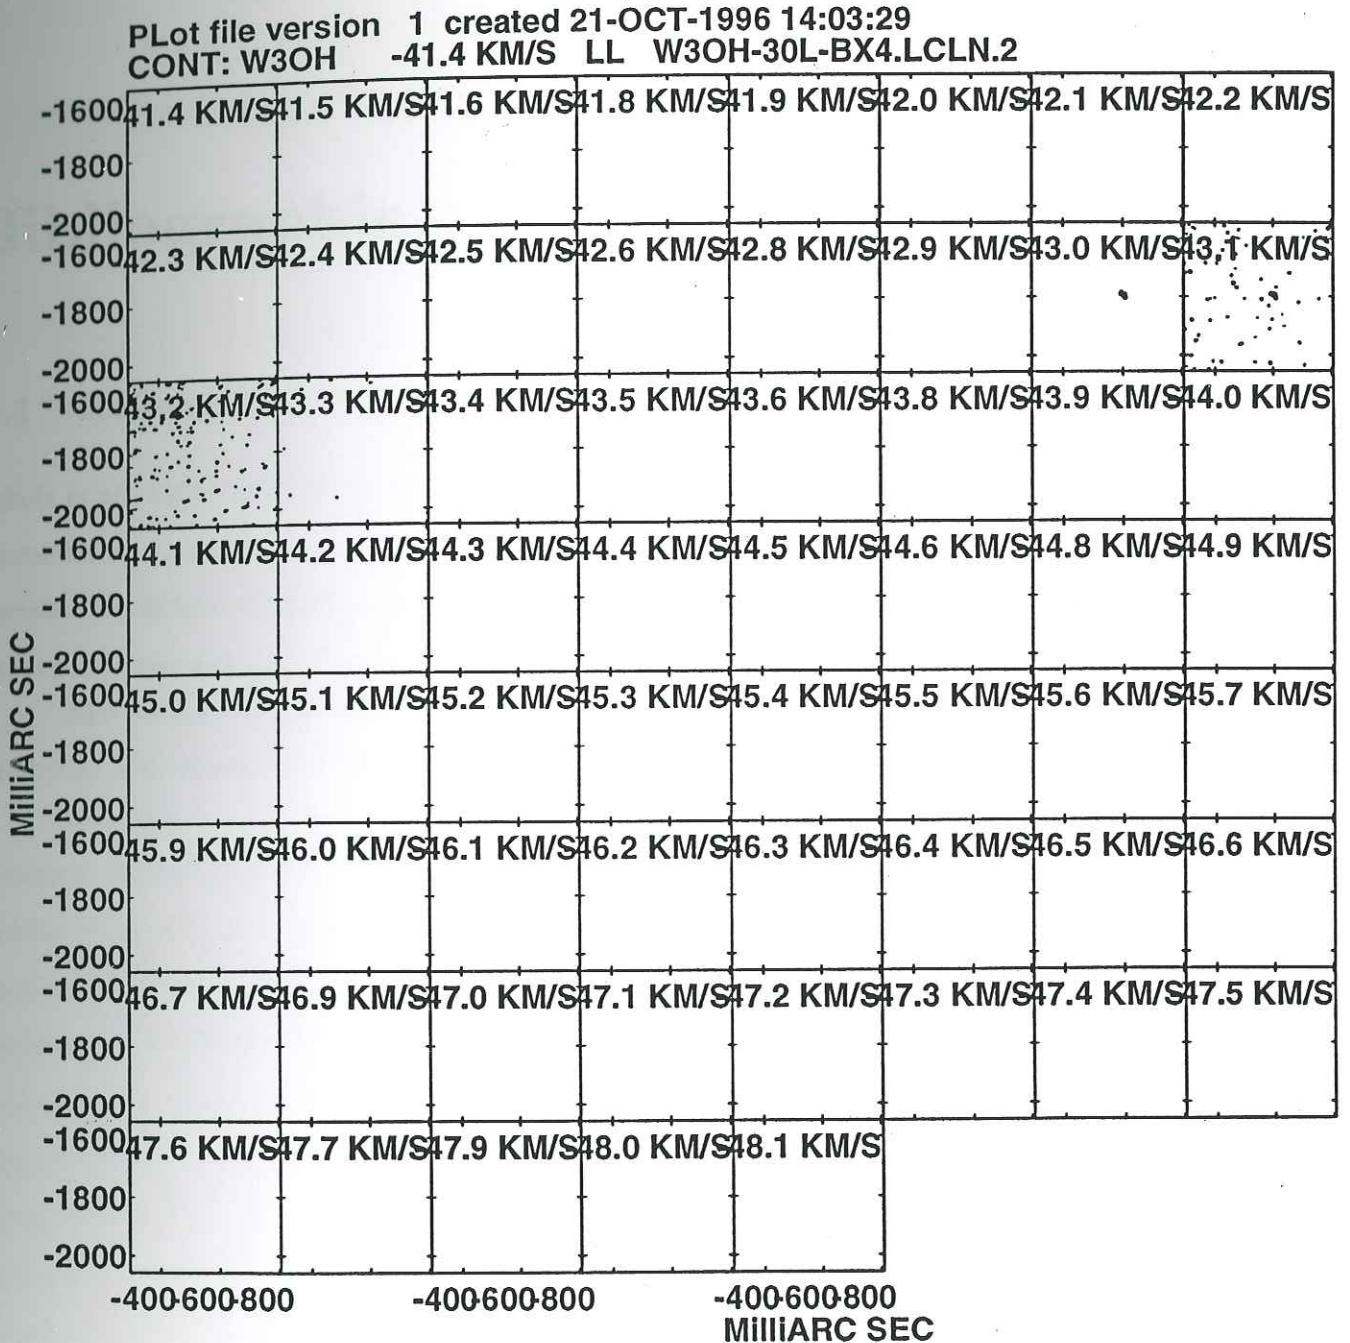 PLot file version 1 created 21-OCT-1996 14:03:29
CONT: W3OH -41.4 KM/S LL W3OH-30L-BX4.LCLN.2
-1600 41.4 KM/S 41.5 KM/S 41.6 KM/S 41.8 KM/S 41.9 KM/S 42.0 KM/S 42.1 KM/S 42.2 KM/S
-1800
-2000
-1600 42.3 KM/S 42.4 KM/S 42.5 KM/S 42.6 KM/S 42.8 KM/S 42.9 KM/S 43.0 KM/S 43.1 KM/S
-1800
-2000
-1600 43.2 KM/S 43.3 KM/S 43.4 KM/S 43.5 KM/S 43.6 KM/S 43.8 KM/S 43.9 KM/S 44.0 KM/S
-1800
-2000
-1600 44.1 KM/S 44.2 KM/S 44.3 KM/S 44.4 KM/S 44.5 KM/S 44.6 KM/S 44.8 KM/S 44.9 KM/S
-1800
-2000
-1600 45.0 KM/S 45.1 KM/S 45.2 KM/S 45.3 KM/S 45.4 KM/S 45.5 KM/S 45.6 KM/S 45.7 KM/S
-1800
-2000
-1600 45.9 KM/S 46.0 KM/S 46.1 KM/S 46.2 KM/S 46.3 KM/S 46.4 KM/S 46.5 KM/S 46.6 KM/S
-1800
-2000
-1600 46.7 KM/S 46.9 KM/S 47.0 KM/S 47.1 KM/S 47.2 KM/S 47.3 KM/S 47.4 KM/S 47.5 KM/S
-1800
-2000
-1600 47.6 KM/S 47.7 KM/S 47.9 KM/S 48.0 KM/S 48.1 KM/S
-1800
-2000
MilliARC SEC
-400-600-800 -400-600-800 -400-600-800
MilliARC SEC